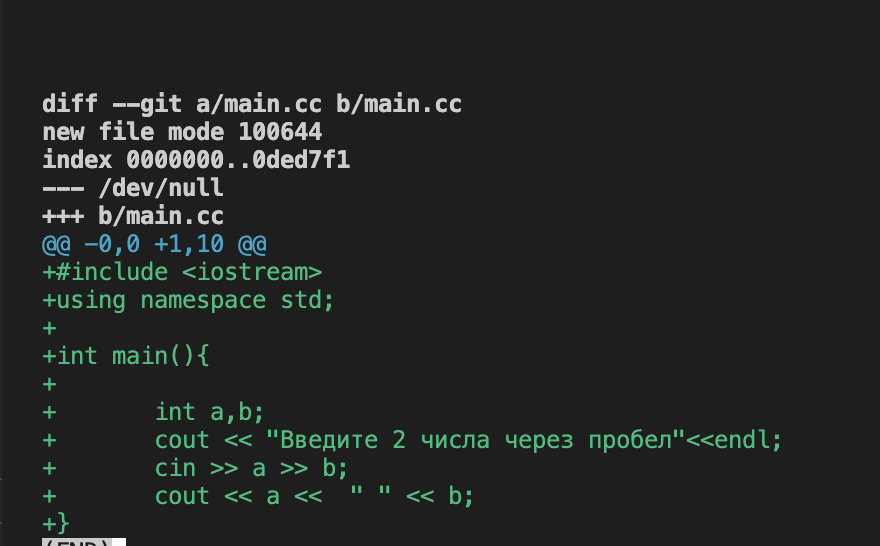 diff --git a/main.cc b/main.cc
new file mode 100644
index 0000000..0ded7f1
--- /dev/null
+++ b/main.cc
@@ -0,0 +1,10 @@
+#include <iostream>
+using namespace std;
+
+int main(){
+
+       int a,b;
+       cout << "Введите 2 числа через пробел"<<endl;
+       cin >> a >> b;
+       cout << a <<  " " << b;
+}
(END)